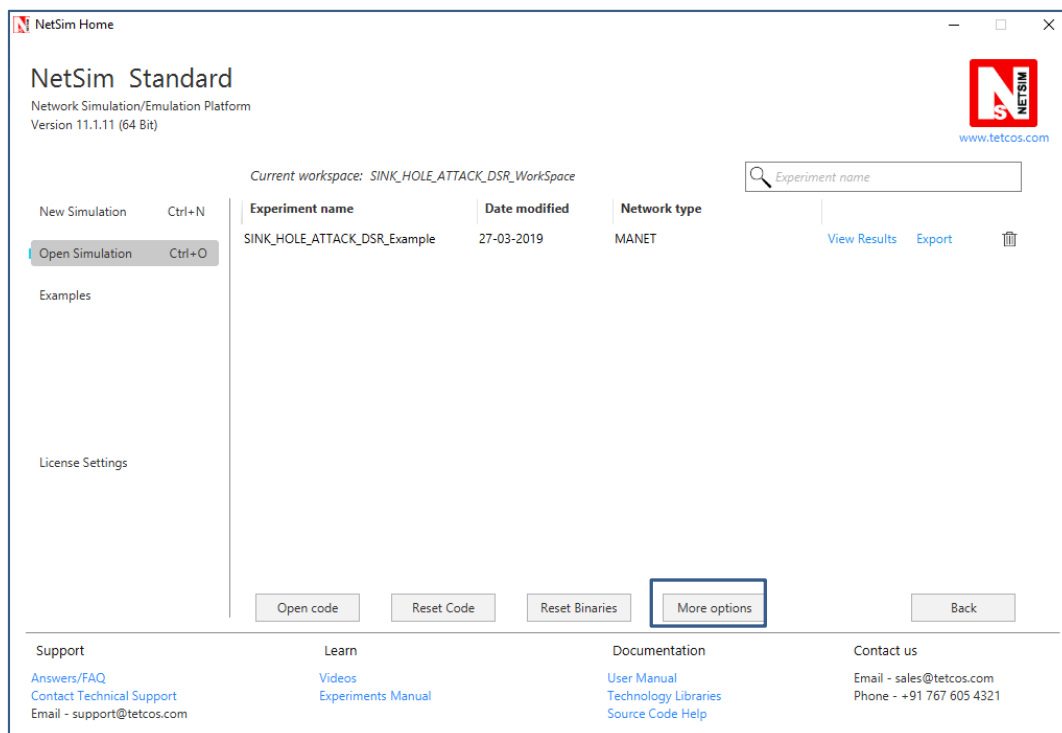 NetSim Home
NetSim Standard
Network Simulation/Emulation Platform
Version 11.1.11 (64 Bit)
NETSIM
NS
www.tetcos.com
Current workspace: SINK_HOLE_ATTACK_DSR_WorkSpace
Experiment name
New Simulation Ctrl+N
Open Simulation Ctrl+O
Examples
License Settings
Experiment name Date modified Network type
SINK_HOLE_ATTACK_DSR_Example 27-03-2019 MANET View Results Export
Open code Reset Code Reset Binaries More options Back
Support
Answers/FAQ
Contact Technical Support
Email - support@tetcos.com
Learn
Videos
Experiments Manual
Documentation
User Manual
Technology Libraries
Source Code Help
Contact us
Email - sales@tetcos.com
Phone - +91 767 605 4321